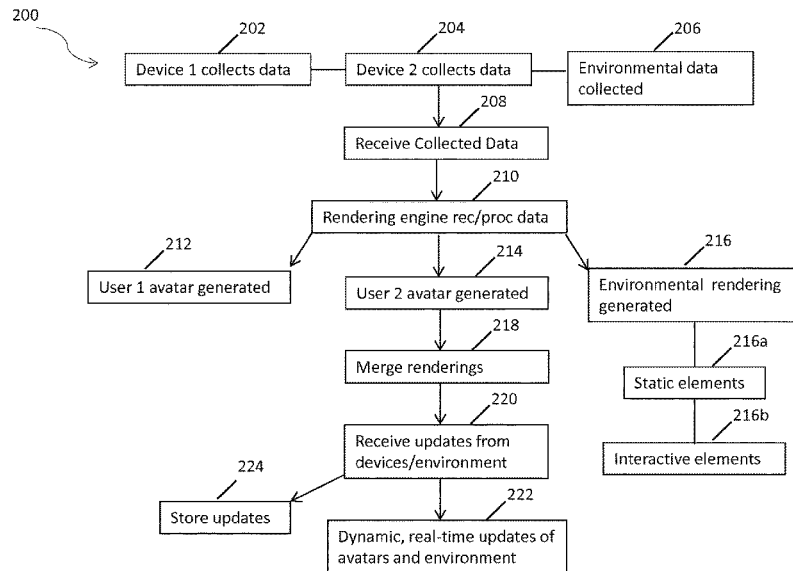 200
202
204
206
Device 1 collects data
Device 2 collects data
Environmental data
collected
208
Receive Collected Data
210
Rendering engine rec/proc data
212
214
216
User 1 avatar generated
User 2 avatar generated
Environmental rendering
generated
218
216a
Merge renderings
Static elements
220
216b
Receive updates from
devices/environment
Interactive elements
224
Store updates
222
Dynamic, real-time updates of
avatars and environment